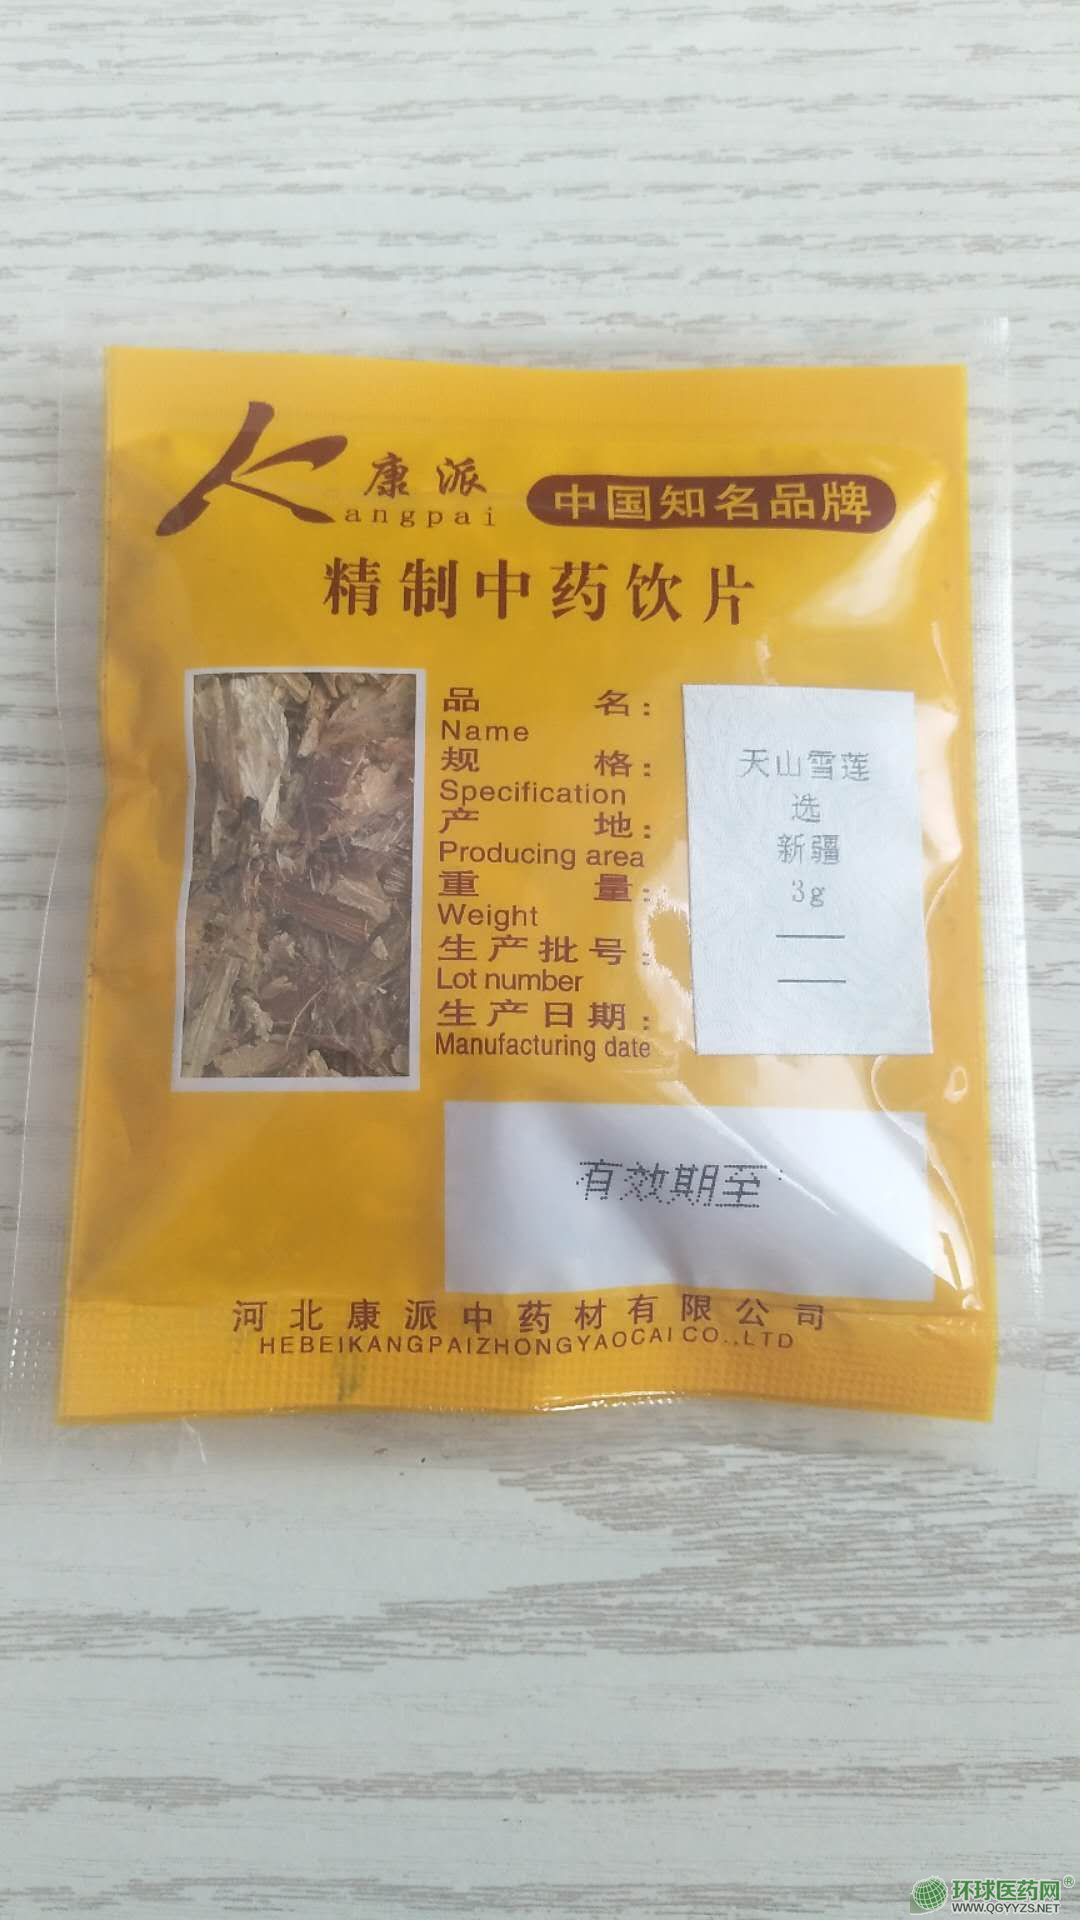 康派
Kangpai
中国知名品牌
精制中药饮片
品名：
Name
规格：
Specification
产地：
Producing area
重量：
Weight
生产批号：
Lot number
生产日期：
Manufacturing date
天山雪莲
选
新疆
3g
有效期至
河北康派中药材有限公司
HEBEIKANGPAIZHONGYAOCAI CO.,LTD
环球医药网®
WWW.QGYYZS.NET